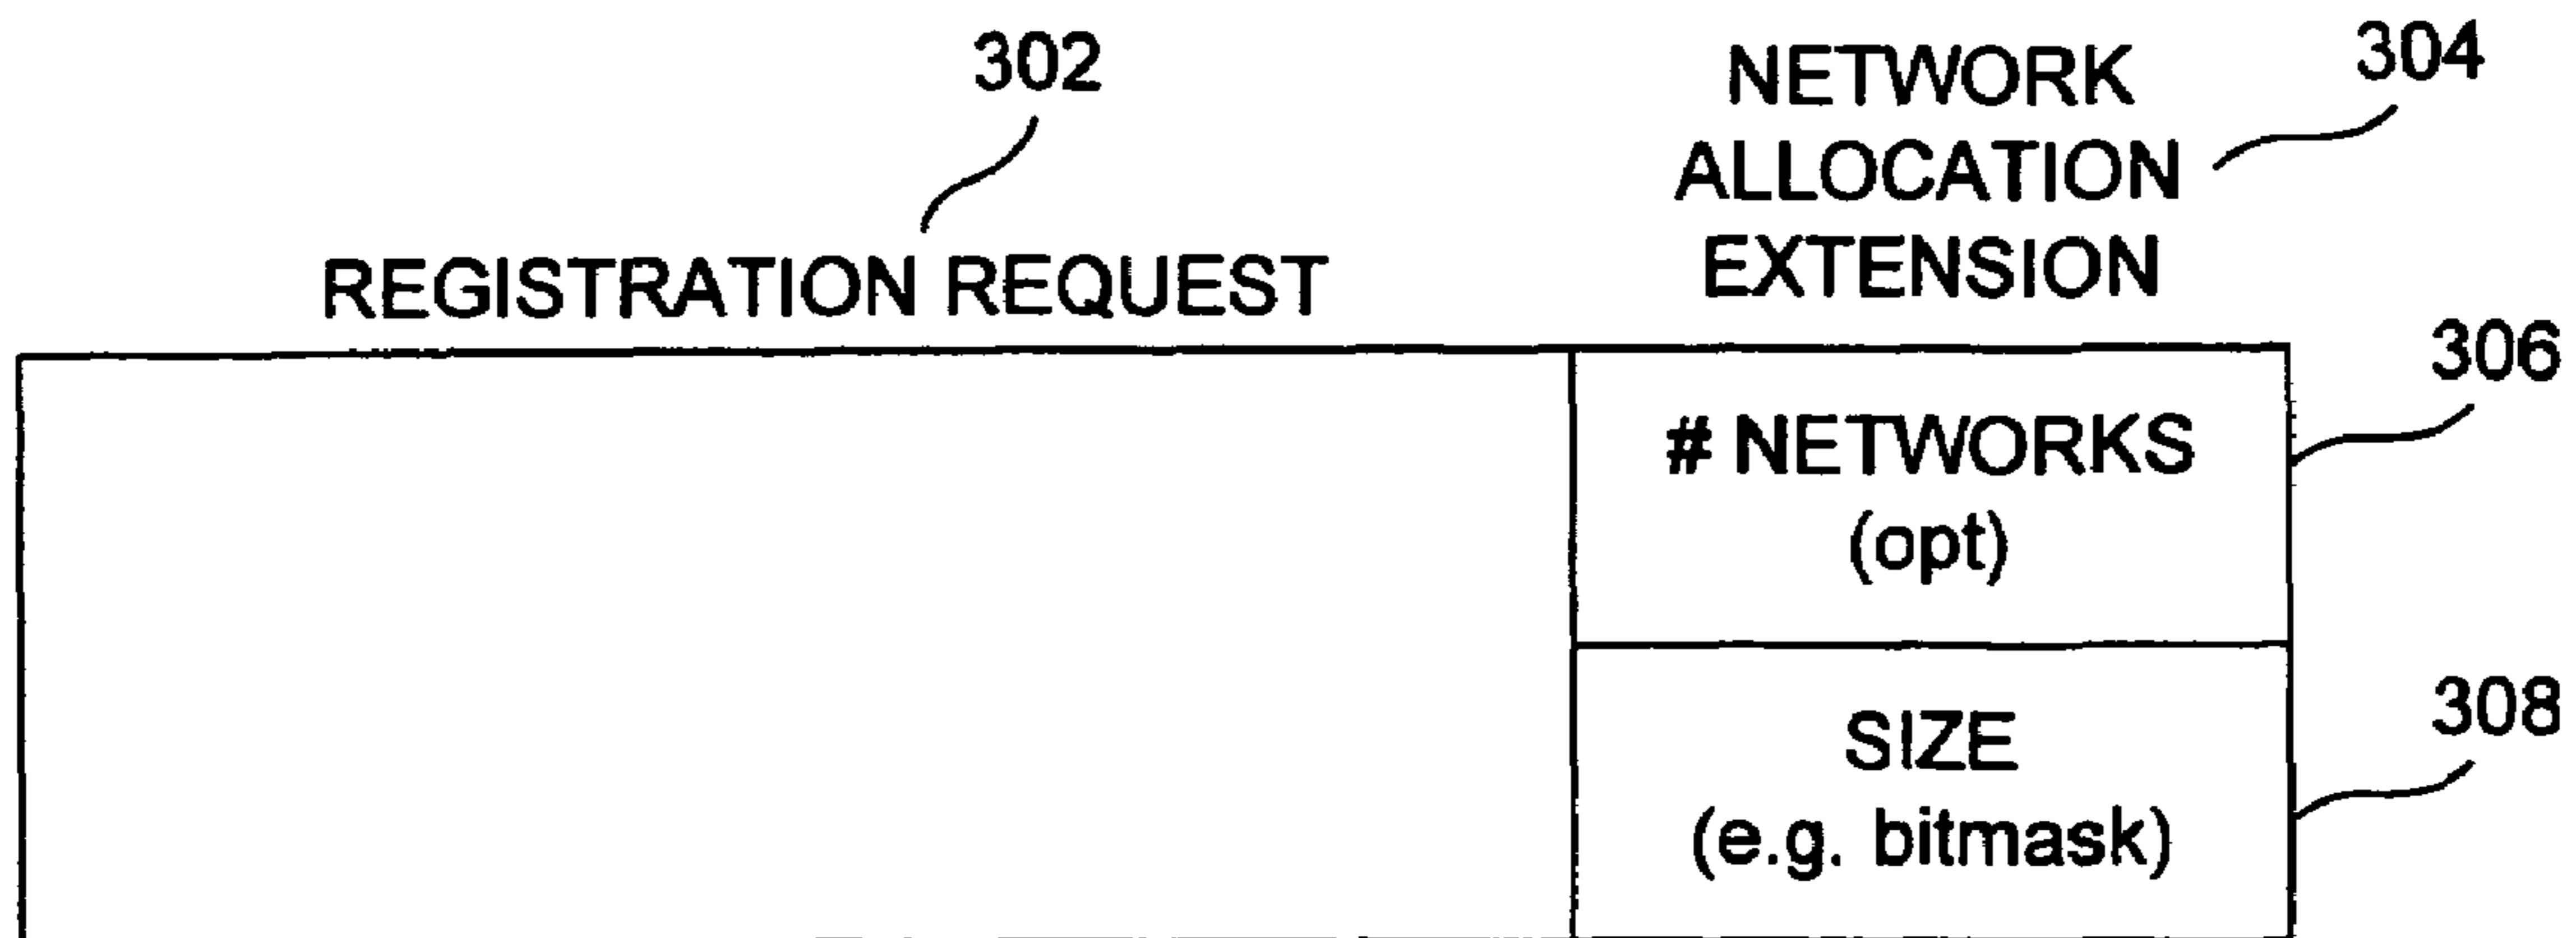 302
304
NETWORK
ALLOCATION
EXTENSION
REGISTRATION REQUEST
306
# NETWORKS
(opt)
308
SIZE
(e.g. bitmask)